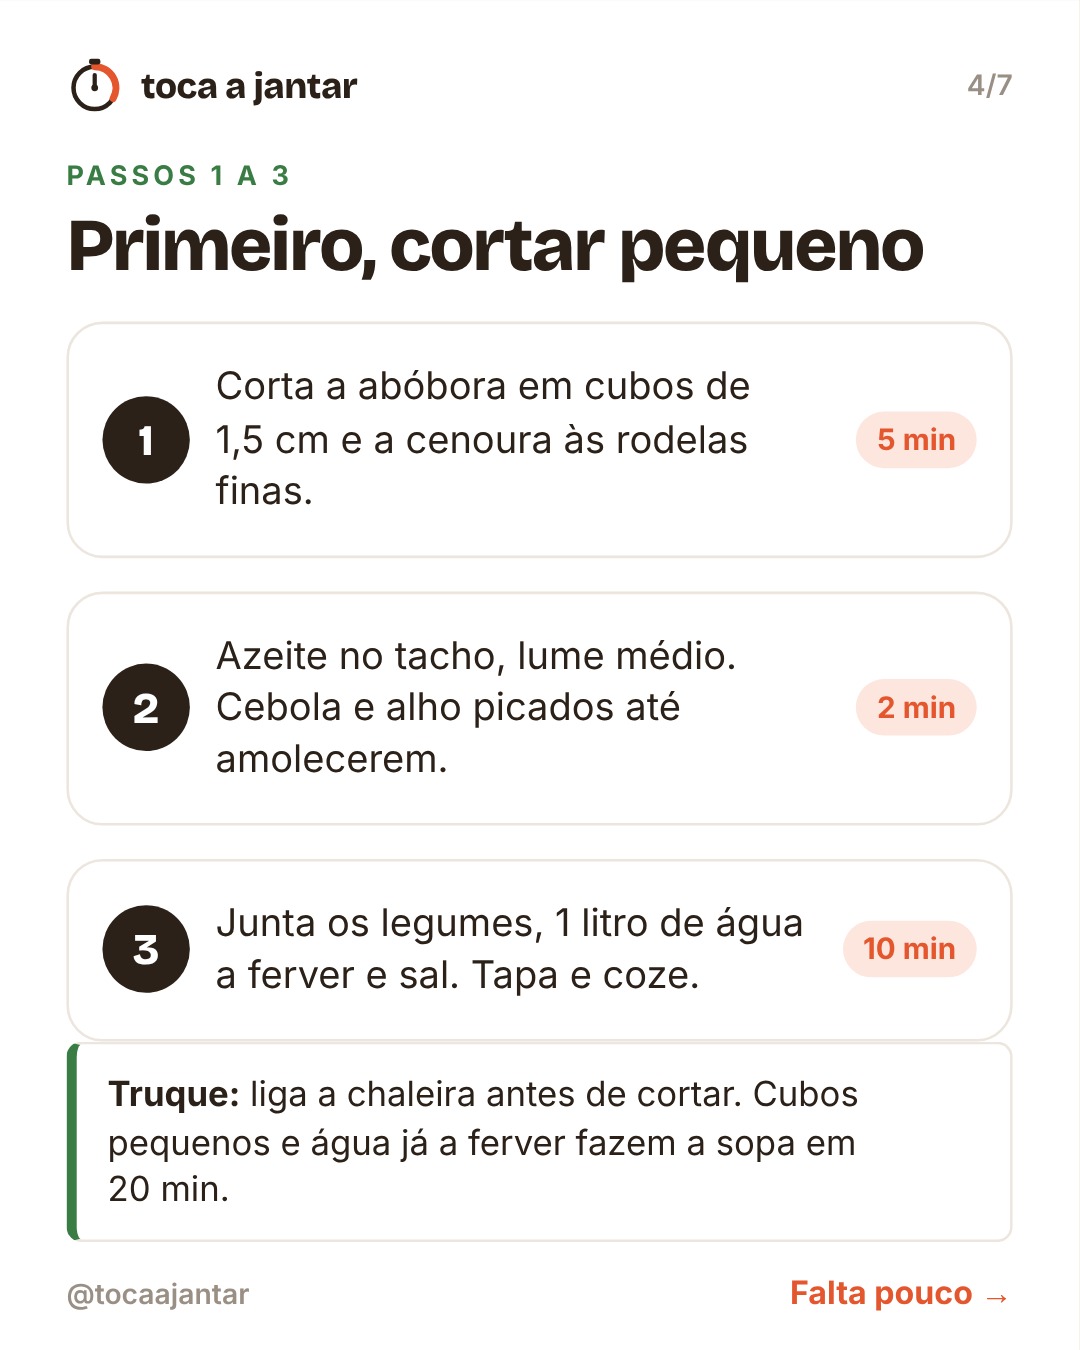 toca a jantar
4/7
PASSOS 1 A 3
Primeiro, cortar pequeno
1
Corta a abóbora em cubos de
1,5 cm e a cenoura às rodelas
finas.
5 min
2
Azeite no tacho, lume médio.
Cebola e alho picados até
amolecerem.
2 min
3
Junta os legumes, 1 litro de água
a ferver e sal. Tapa e coze.
10 min
Truque: liga a chaleira antes de cortar. Cubos
pequenos e água já a ferver fazem a sopa em
20 min.
@tocaajantar
Falta pouco →